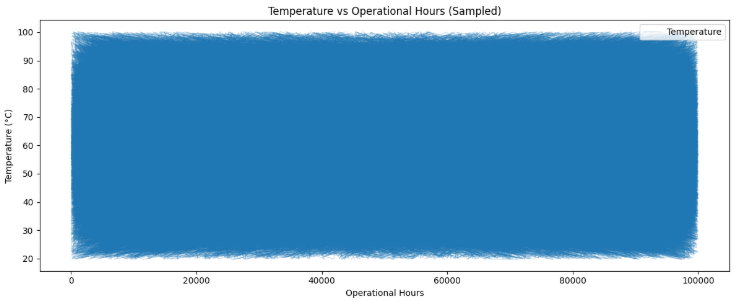 Temperature vs Operational Hours (Sampled)
Temperature
100
90
80
70
60
50
40
30
20
Temperature (°C)
0 20000 40000 60000 80000 100000
Operational Hours